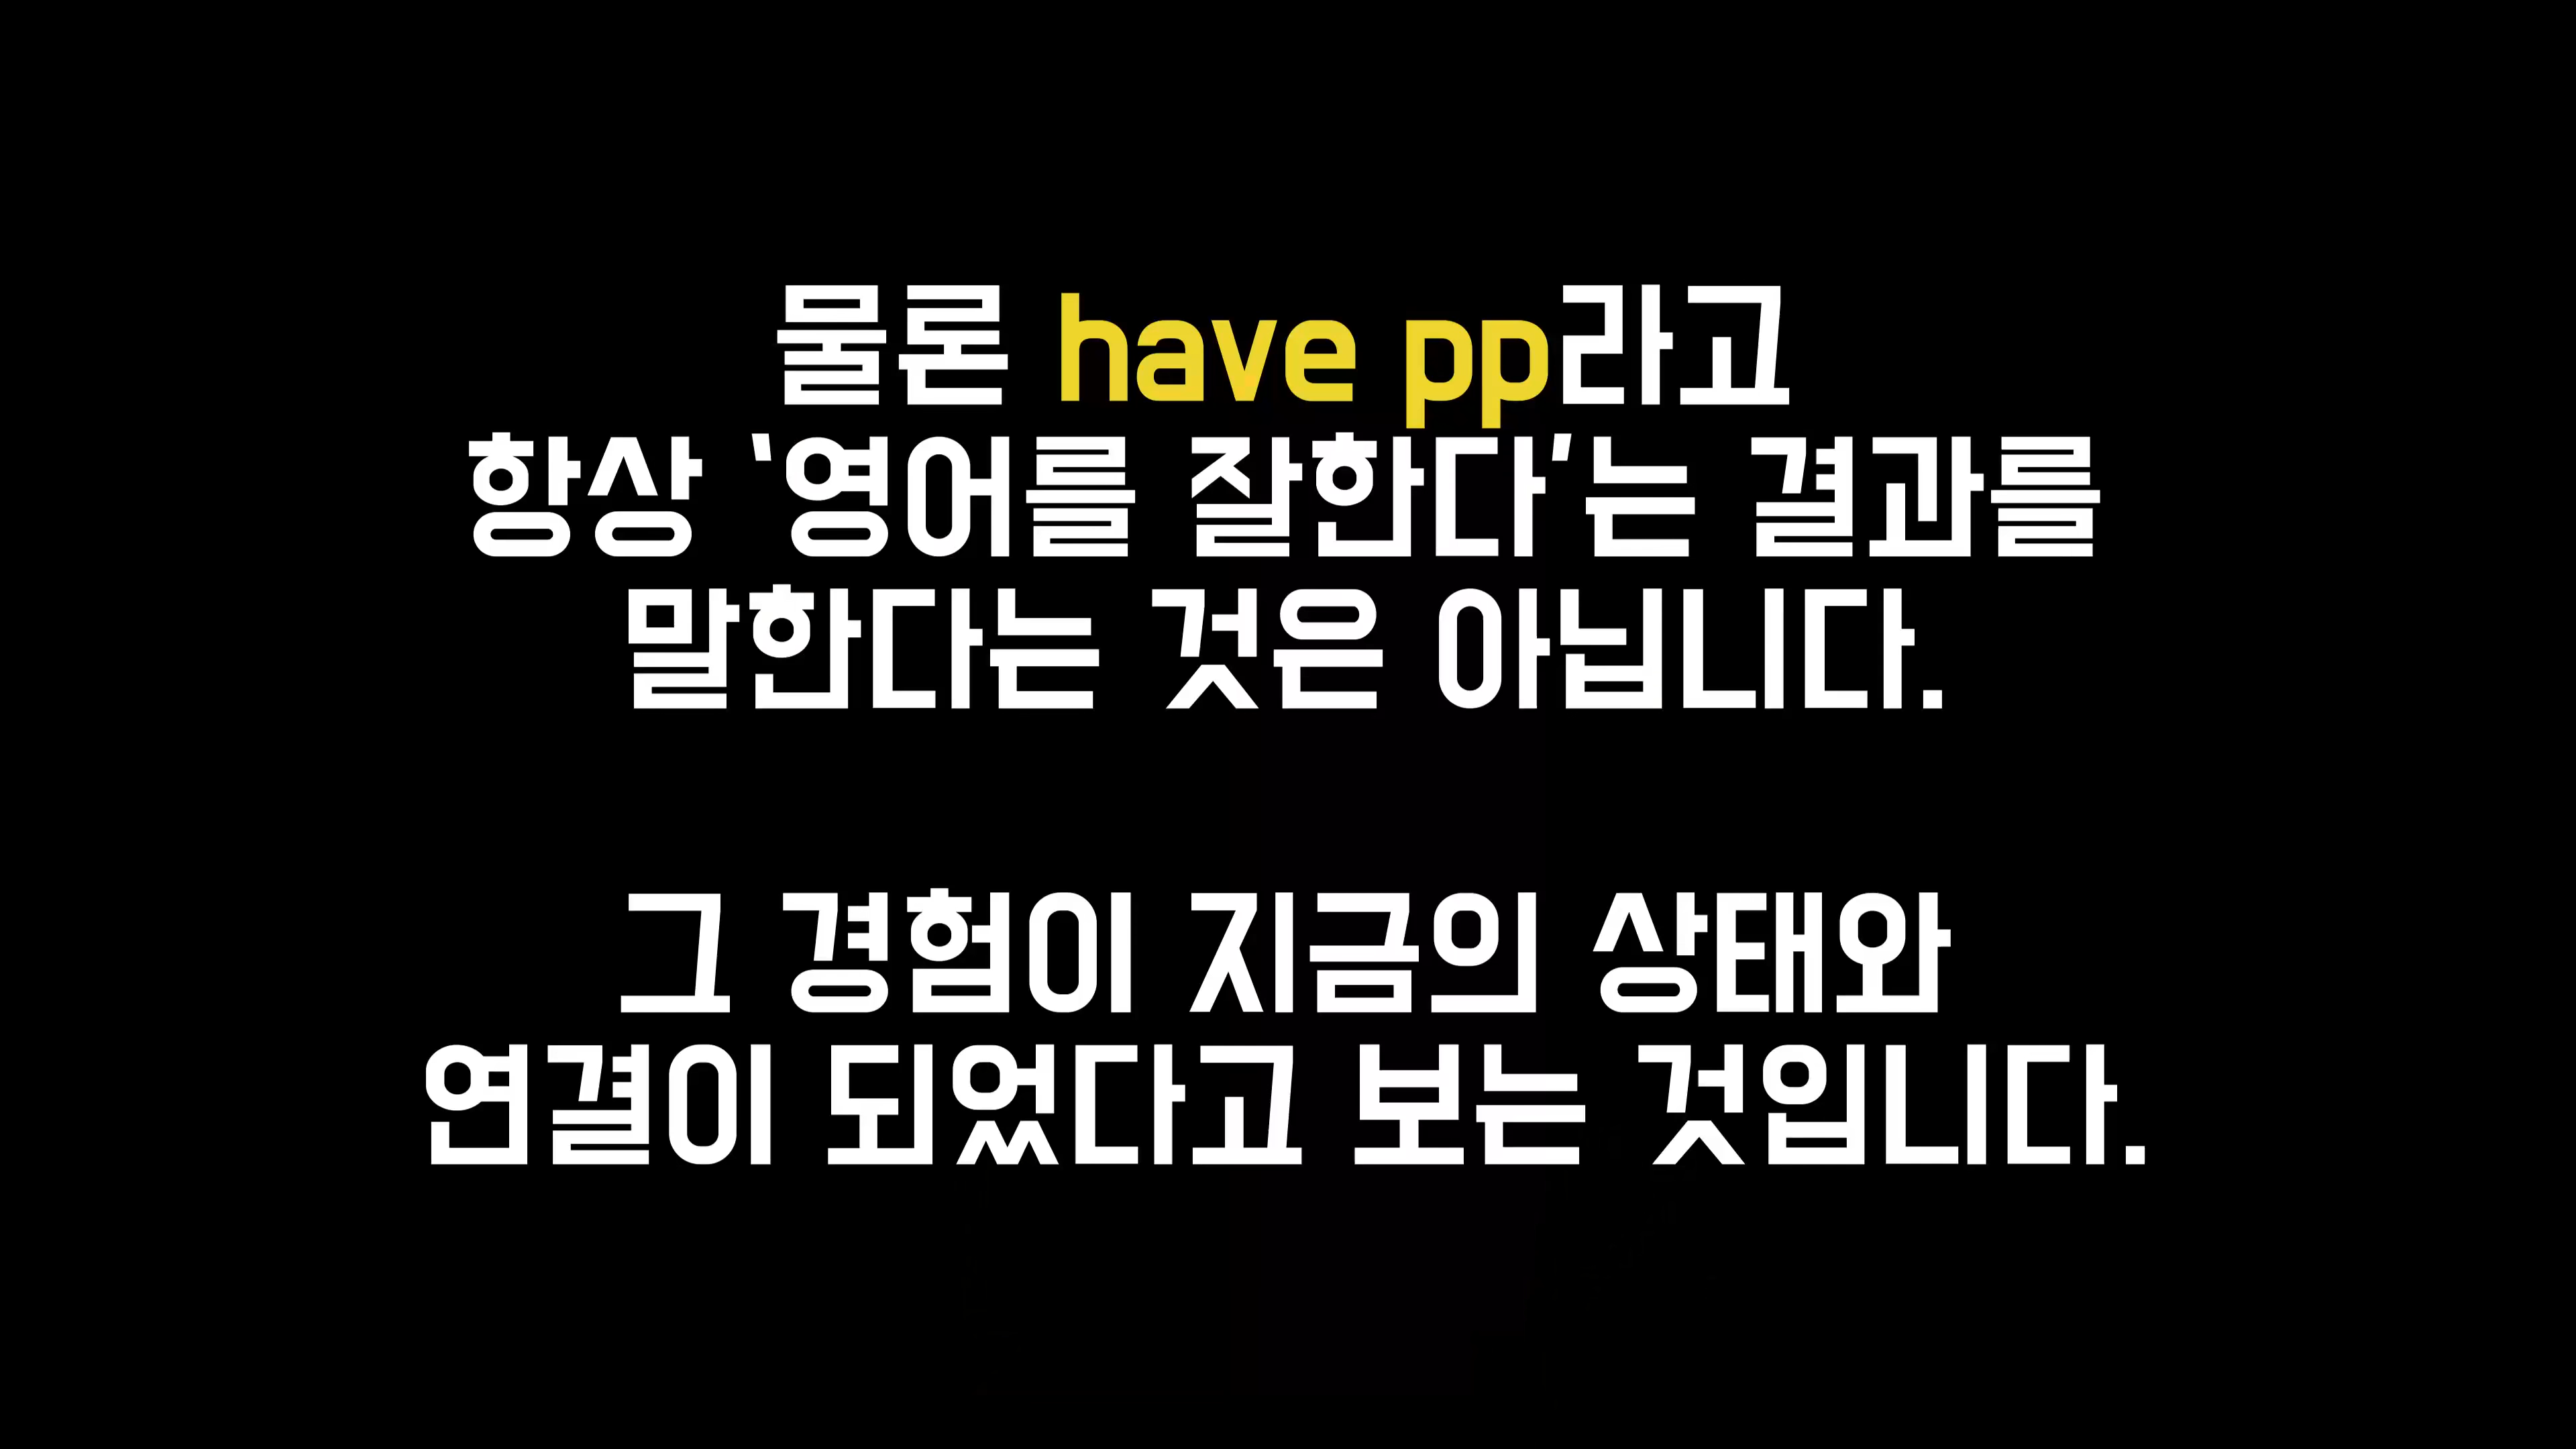 물론 have pp라고
항상 ‘영어를 잘한다’는 결과를
말한다는 것은 아닙니다.
그 경험이 지금의 상태와
연결이 되었다고 보는 것입니다.